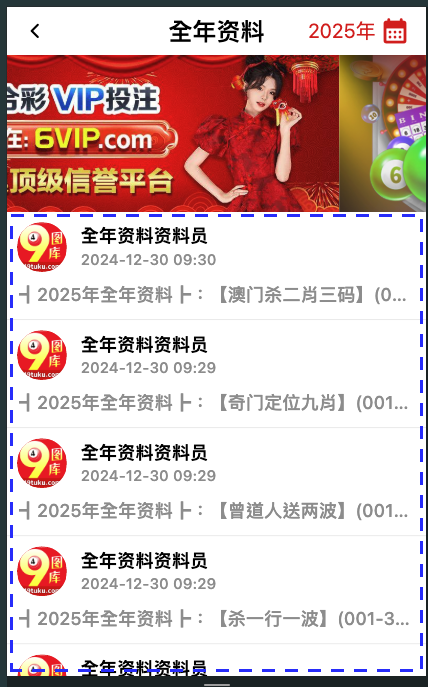 全年资料
2025年
合彩 VIP投注
在: 6VIP.com
顶级信誉平台
BIN
6
全年资料资料员
2024-12-30 09:30
9图库
49tuku.com
┫2025年全年资料┣：【澳门杀二肖三码】(0...
全年资料资料员
2024-12-30 09:29
9图库
49tuku.com
┫2025年全年资料┣：【奇门定位九肖】(001...
全年资料资料员
2024-12-30 09:29
9图库
49tuku.com
┫2025年全年资料┣：【曾道人送两波】(001...
全年资料资料员
2024-12-30 09:29
9图库
49tuku.com
┫2025年全年资料┣：【杀一行一波】(001-3...
全年资料资料员